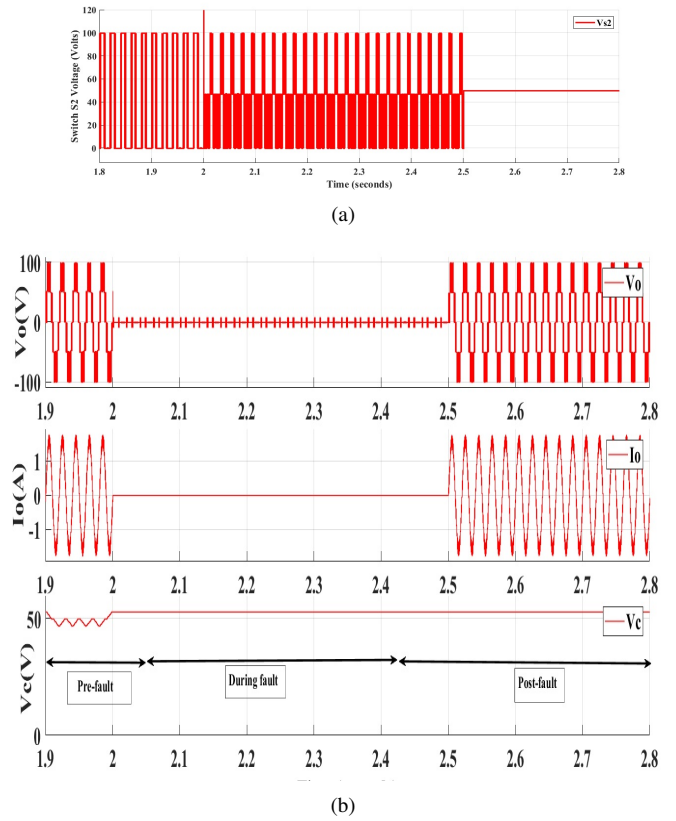 120
100
80
60
40
20
0
Switch S2 Voltage (Volts)
Vs2
1.8 1.9 2 2.1 2.2 2.3 2.4 2.5 2.6 2.7 2.8
Time (seconds)
(a)
100
0
-100
Vo(V)
Vo
1.9 2 2.1 2.2 2.3 2.4 2.5 2.6 2.7 2.8
1
0
-1
Io(A)
Io
1.9 2 2.1 2.2 2.3 2.4 2.5 2.6 2.7 2.8
50
0
Vc(V)
Vc
Pre-fault During fault Post-fault
1.9 2 2.1 2.2 2.3 2.4 2.5 2.6 2.7 2.8
(b)